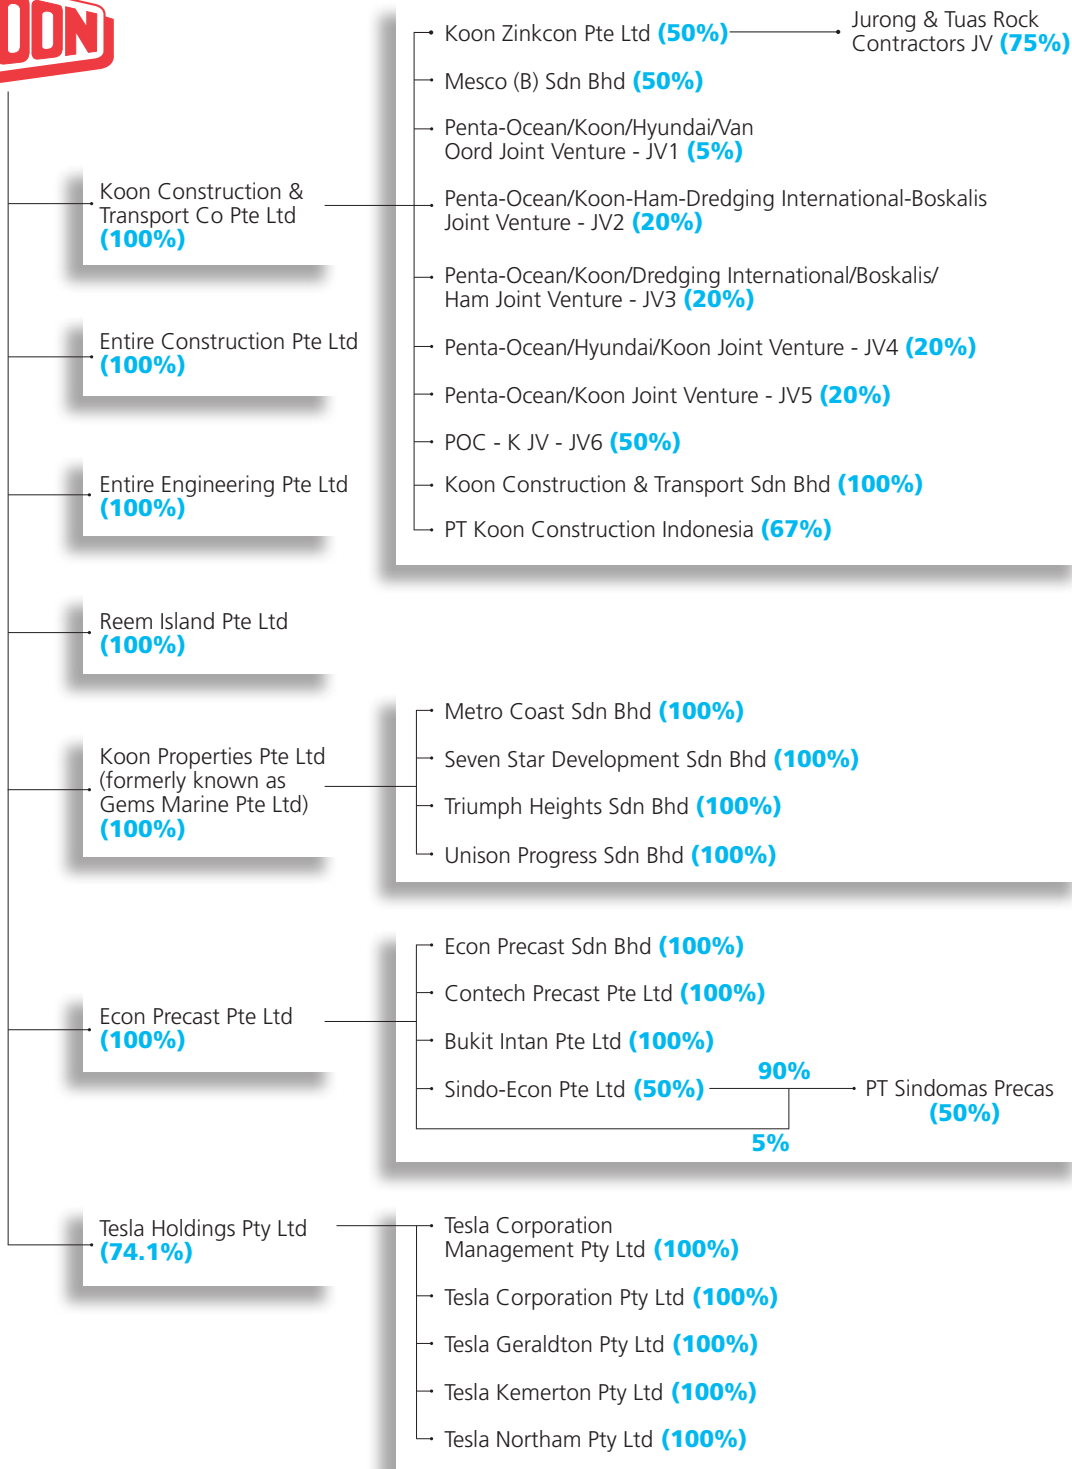 Koon Zinkcon Pte Ltd (50%)
Jurong & Tuas Rock
Contractors JV (75%)
Mesco (B) Sdn Bhd (50%)
Penta-Ocean/Koon/Hyundai/Van
Oord Joint Venture - JV1 (5%)
Koon Construction &
Transport Co Pte Ltd
(100%)
Penta-Ocean/Koon-Ham-Dredging International-Boskalis
Joint Venture - JV2 (20%)
Penta-Ocean/Koon/Dredging International/Boskalis/
Ham Joint Venture - JV3 (20%)
Penta-Ocean/Hyundai/Koon Joint Venture - JV4 (20%)
Penta-Ocean/Koon Joint Venture - JV5 (20%)
POC - K JV - JV6 (50%)
Koon Construction & Transport Sdn Bhd (100%)
PT Koon Construction Indonesia (67%)
Entire Construction Pte Ltd
(100%)
Entire Engineering Pte Ltd
(100%)
Reem Island Pte Ltd
(100%)
Koon Properties Pte Ltd
(formerly known as
Gems Marine Pte Ltd)
(100%)
Metro Coast Sdn Bhd (100%)
Seven Star Development Sdn Bhd (100%)
Triumph Heights Sdn Bhd (100%)
Unison Progress Sdn Bhd (100%)
Econ Precast Pte Ltd
(100%)
Econ Precast Sdn Bhd (100%)
Contech Precast Pte Ltd (100%)
Bukit Intan Pte Ltd (100%)
Sindo-Econ Pte Ltd (50%)
90%
PT Sindomas Precas
(50%)
5%
Tesla Holdings Pty Ltd
(74.1%)
Tesla Corporation
Management Pty Ltd (100%)
Tesla Corporation Pty Ltd (100%)
Tesla Geraldton Pty Ltd (100%)
Tesla Kemerton Pty Ltd (100%)
Tesla Northam Pty Ltd (100%)